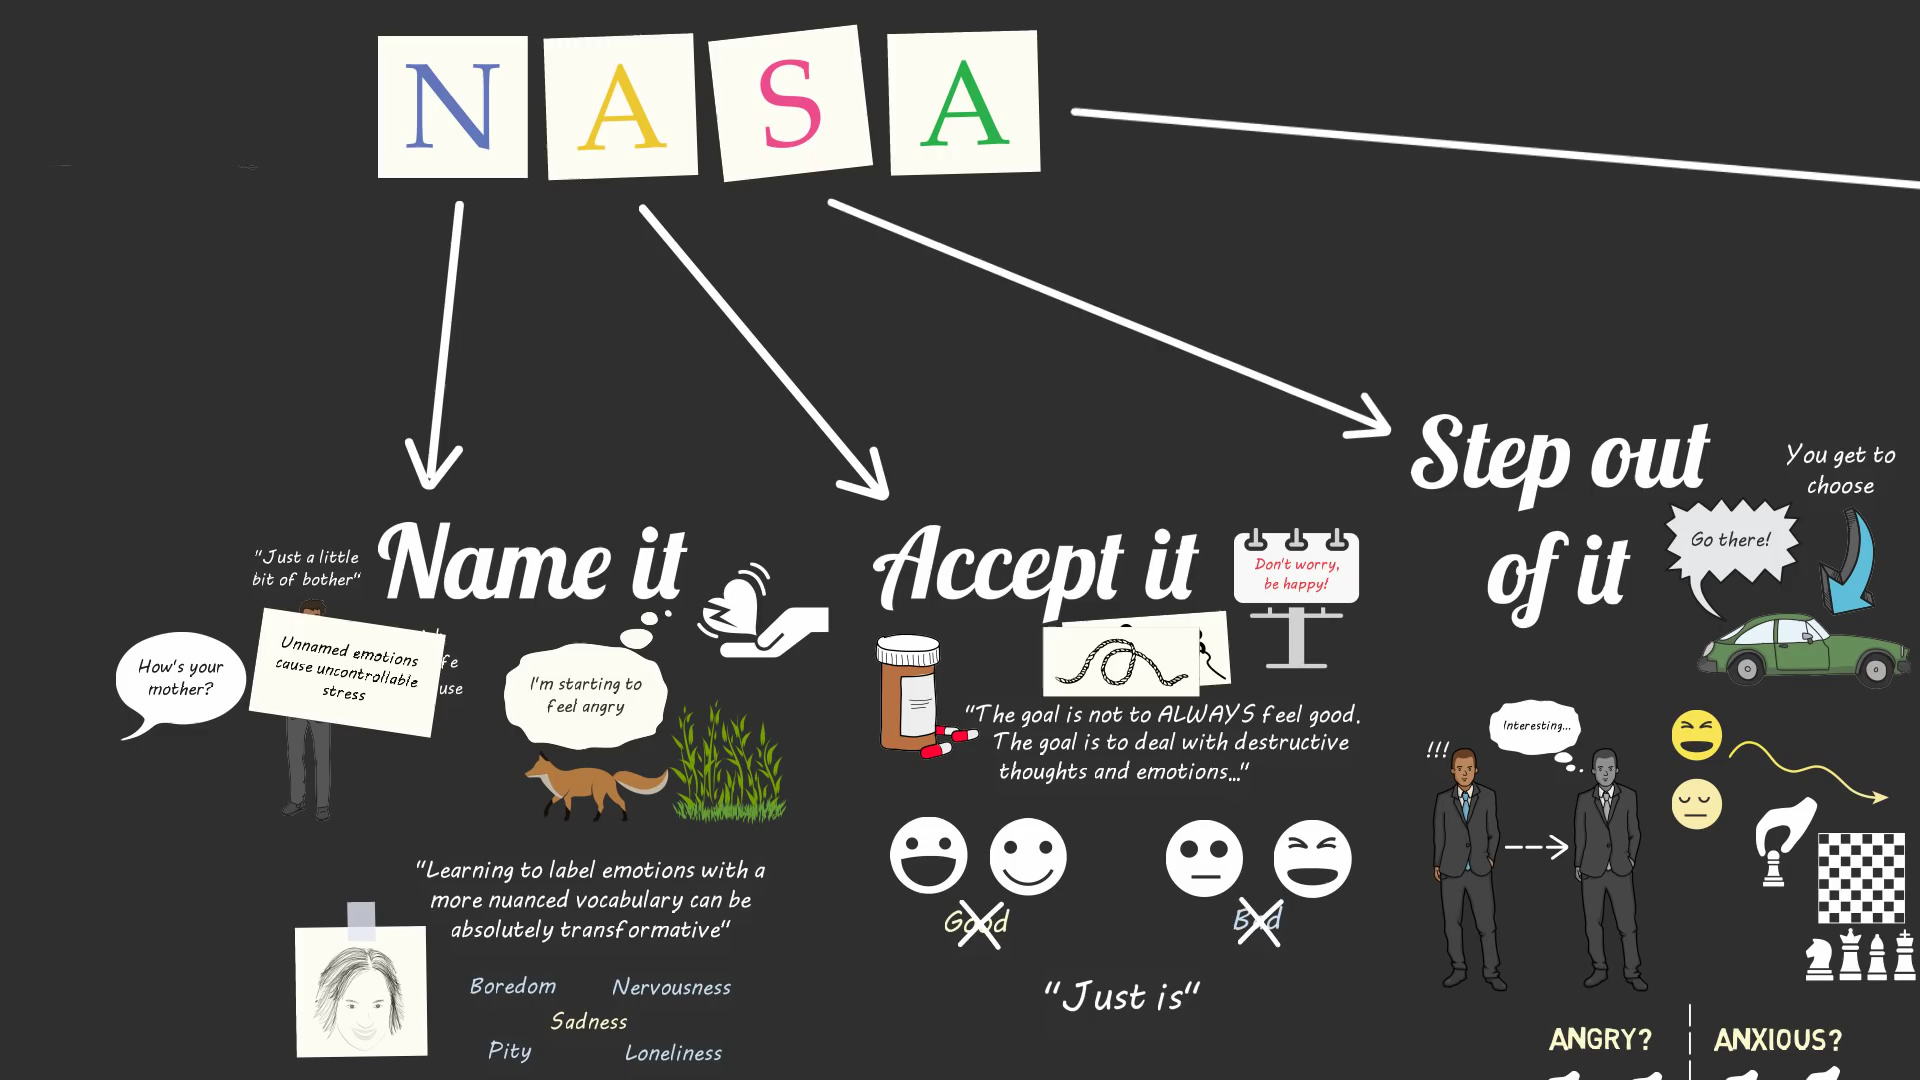 N A S A
Name it
"Just a little
bit of bother"
How's your
mother?
Unnamed emotions
cause uncontrollable
stress
use
I'm starting to
feel angry
"Learning to label emotions with a
more nuanced vocabulary can be
absolutely transformative"
Boredom Nervousness
Sadness
Pity Loneliness
Accept it
Don't worry,
be happy!
"The goal is not to ALWAYS feel good.
The goal is to deal with destructive
thoughts and emotions..."
Good Bad
"Just is"
Step out
of it
You get to
choose
Go there!
!!!
Interesting...
ANGRY? ANXIOUS?